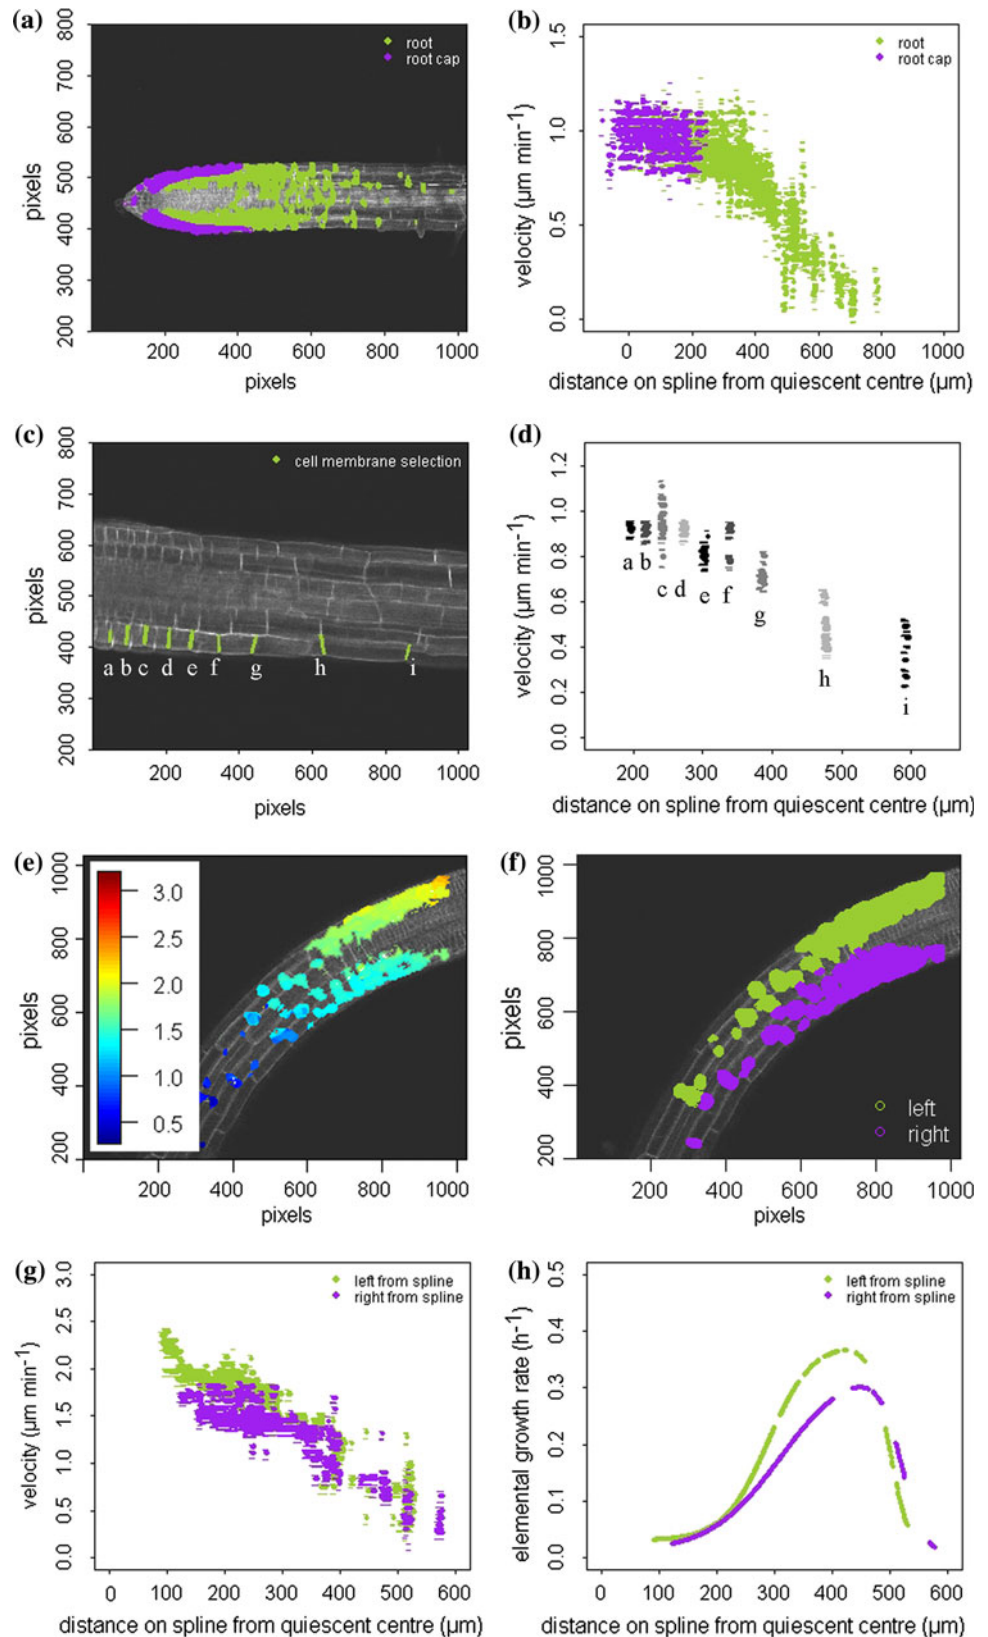 (a)
800
700
600
500
400
300
200
pixels
root
root cap
200 400 600 800 1000
pixels
(b)
1.5
1.0
0.5
0.0
velocity (µm min⁻¹)
root
root cap
0 200 400 600 800 1000
distance on spline from quiescent centre (µm)
(c)
800
700
600
500
400
300
200
pixels
cell membrane selection
a b c d e f g h i
200 400 600 800 1000
pixels
(d)
1.2
1.0
0.8
0.6
0.4
0.2
0.0
velocity (µm min⁻¹)
a b c d e f g h i
200 300 400 500 600
distance on spline from quiescent centre (µm)
(e)
1000
800
600
400
200
pixels
3.0
2.5
2.0
1.5
1.0
0.5
200 400 600 800 1000
pixels
(f)
1000
800
600
400
200
pixels
left
right
200 400 600 800 1000
pixels
(g)
3.0
2.5
2.0
1.5
1.0
0.5
0.0
velocity (µm min⁻¹)
left from spline
right from spline
0 100 200 300 400 500 600
distance on spline from quiescent centre (µm)
(h)
0.5
0.4
0.3
0.2
0.1
0.0
elemental growth rate (h⁻¹)
left from spline
right from spline
0 100 200 300 400 500 600
distance on spline from quiescent centre (µm)